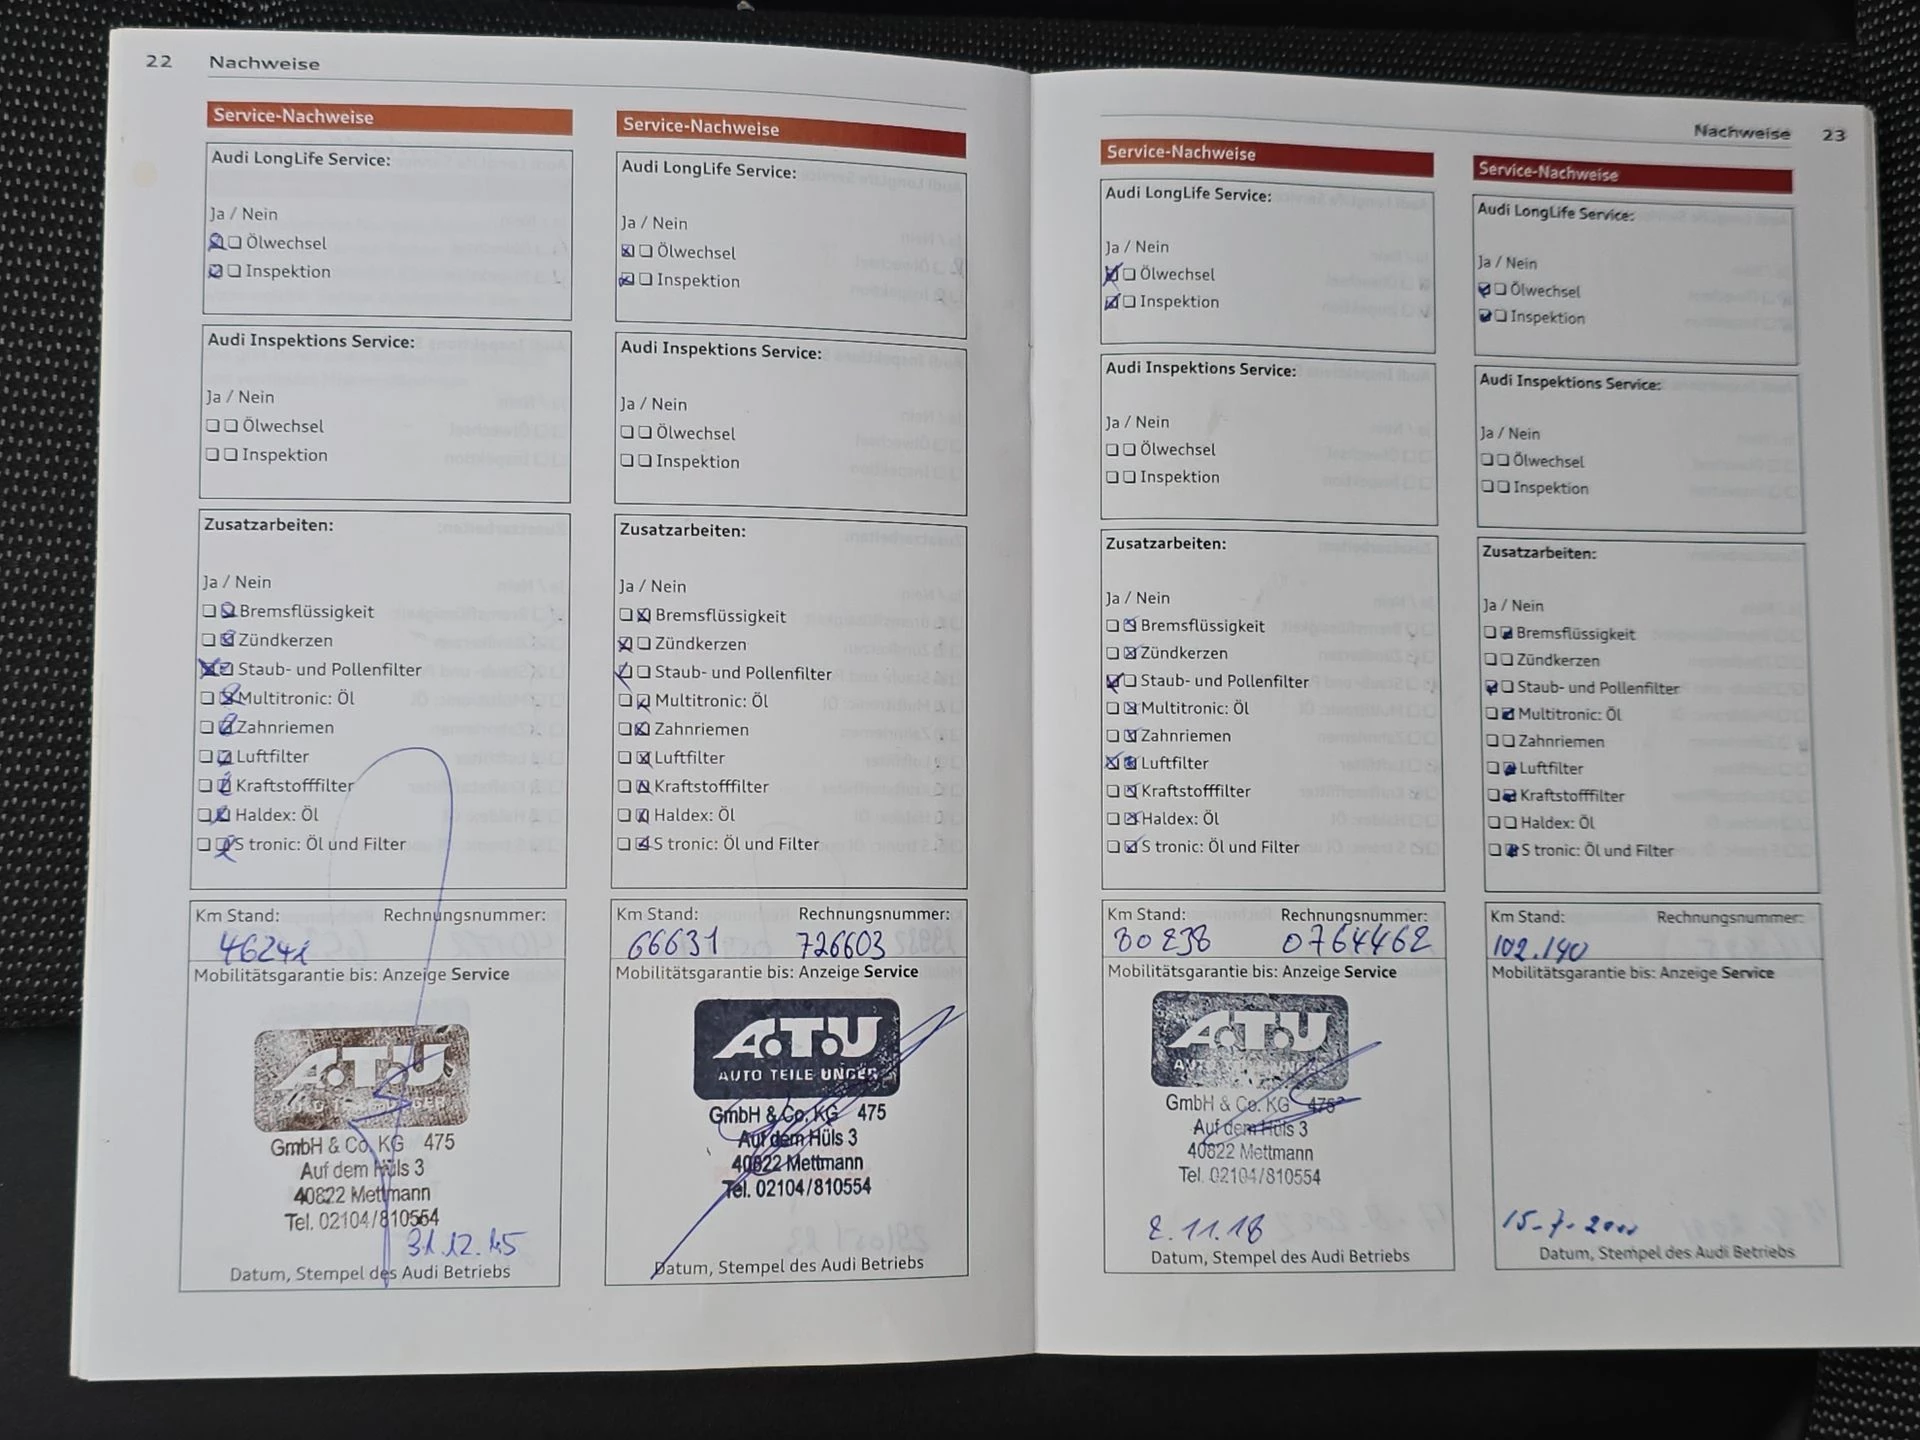 22 Nachweise
Service-Nachweise
Audi LongLife Service:
Ja / Nein
Ölwechsel
Inspektion
Audi Inspektions Service:
Ja / Nein
Ölwechsel
Inspektion
Zusatzarbeiten:
Ja / Nein
Bremsflüssigkeit
Zündkerzen
Staub- und Pollenfilter
Multitronic: Öl
Zahnriemen
Luftfilter
Kraftstofffilter
Haldex: Öl
S tronic: Öl und Filter
Km Stand: Rechnungsnummer:
Mobilitätsgarantie bis: Anzeige Service
A.T.U
GmbH & Co. KG 475
Auf dem Hüls 3
40822 Mettmann
Tel. 02104/810554
31.12.15
Datum, Stempel des Audi Betriebs
Service-Nachweise
Audi LongLife Service:
Ja / Nein
Ölwechsel
Inspektion
Audi Inspektions Service:
Ja / Nein
Ölwechsel
Inspektion
Zusatzarbeiten:
Ja / Nein
Bremsflüssigkeit
Zündkerzen
Staub- und Pollenfilter
Multitronic: Öl
Zahnriemen
Luftfilter
Kraftstofffilter
Haldex: Öl
S tronic: Öl und Filter
Km Stand: Rechnungsnummer:
66631 726603
Mobilitätsgarantie bis: Anzeige Service
A.T.U
AUTO TEILE UNGER
GmbH & Co. KG 475
Auf dem Hüls 3
40822 Mettmann
Tel. 02104/810554
Datum, Stempel des Audi Betriebs
Nachweise 23
Service-Nachweise
Audi LongLife Service:
Ja / Nein
Ölwechsel
Inspektion
Audi Inspektions Service:
Ja / Nein
Ölwechsel
Inspektion
Zusatzarbeiten:
Ja / Nein
Bremsflüssigkeit
Zündkerzen
Staub- und Pollenfilter
Multitronic: Öl
Zahnriemen
Luftfilter
Kraftstofffilter
Haldex: Öl
S tronic: Öl und Filter
Km Stand: Rechnungsnummer:
80238 0764462
Mobilitätsgarantie bis: Anzeige Service
A.T.U
GmbH & Co. KG 475
Auf dem Hüls 3
40822 Mettmann
Tel. 02104/810554
2.11.18
Datum, Stempel des Audi Betriebs
Service-Nachweise
Audi LongLife Service:
Ja / Nein
Ölwechsel
Inspektion
Audi Inspektions Service:
Ja / Nein
Ölwechsel
Inspektion
Zusatzarbeiten:
Ja / Nein
Bremsflüssigkeit
Zündkerzen
Staub- und Pollenfilter
Multitronic: Öl
Zahnriemen
Luftfilter
Kraftstofffilter
Haldex: Öl
S tronic: Öl und Filter
Km Stand: Rechnungsnummer:
102.140
Mobilitätsgarantie bis: Anzeige Service
Datum, Stempel des Audi Betriebs